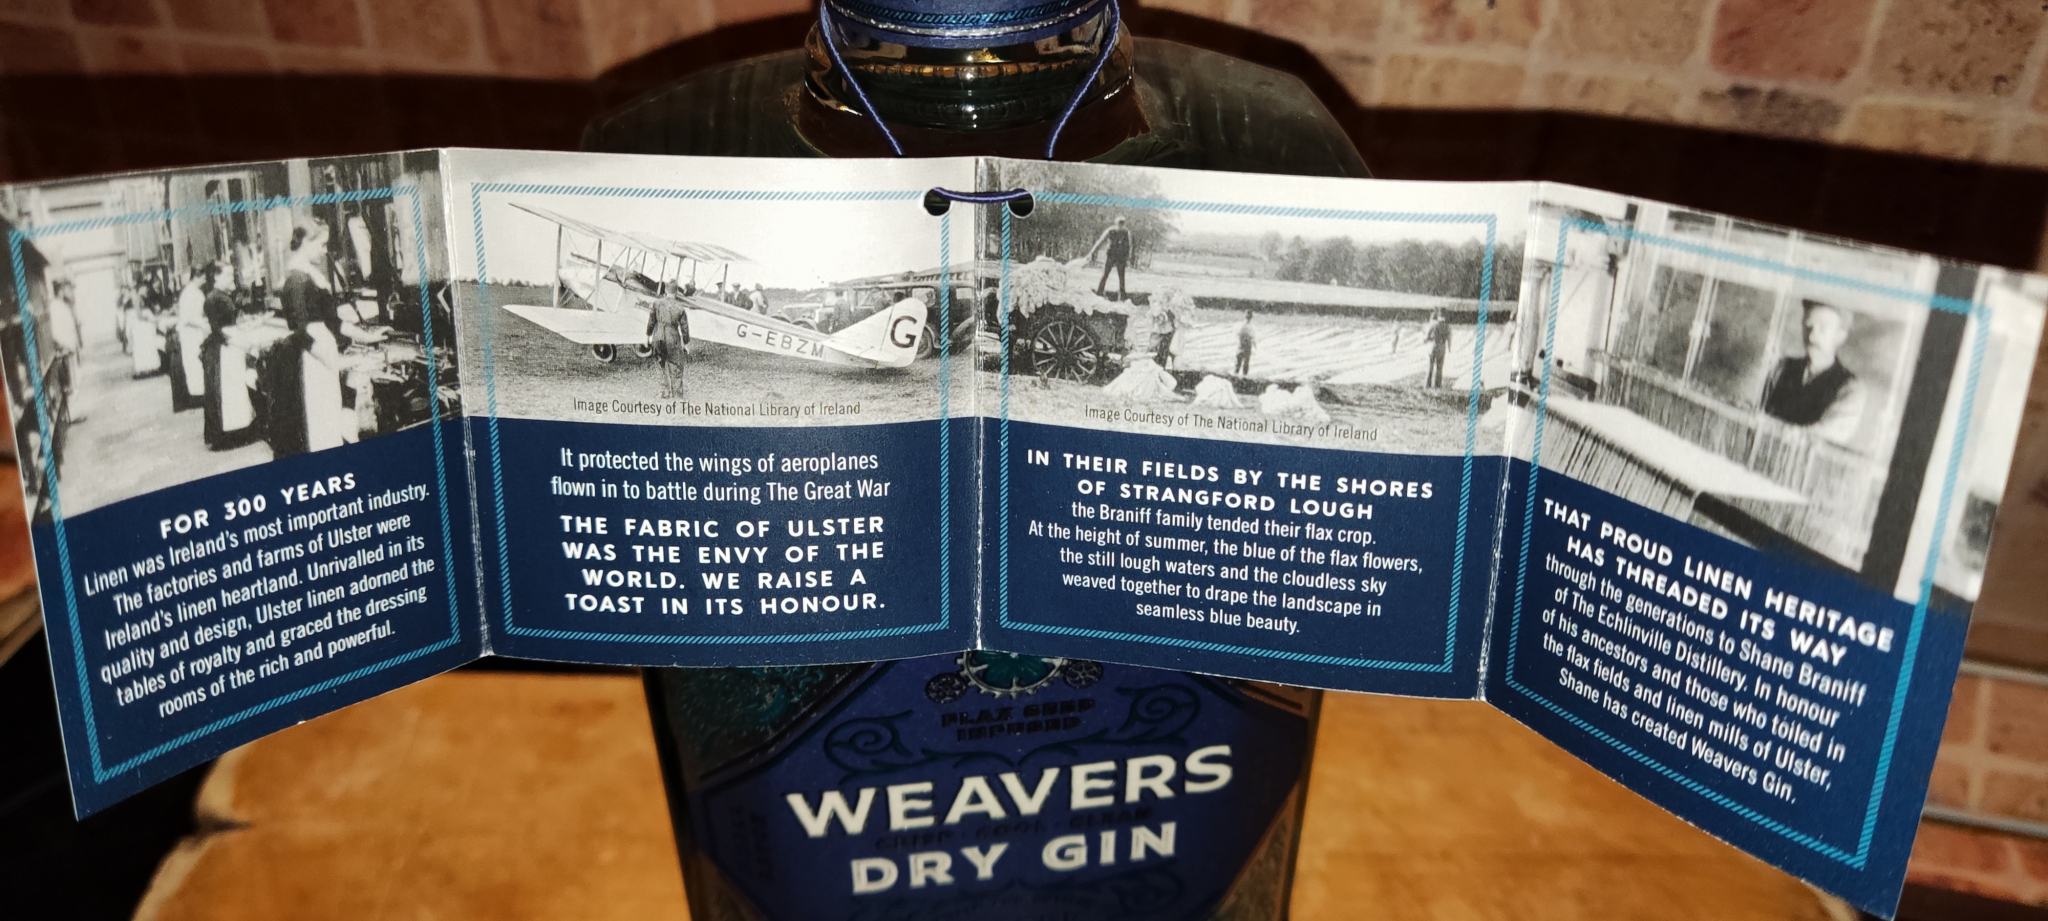 FOR 300 YEARS
Linen was Ireland's most important industry.
The factories and farms of Ulster were
Ireland's linen heartland. Unrivalled in its
quality and design, Ulster linen adorned the
tables of royalty and graced the dressing
rooms of the rich and powerful.
G-EBZM
G
Image Courtesy of The National Library of Ireland
It protected the wings of aeroplanes
flown in to battle during The Great War
THE FABRIC OF ULSTER
WAS THE ENVY OF THE
WORLD. WE RAISE A
TOAST IN ITS HONOUR.
Image Courtesy of The National Library of Ireland
IN THEIR FIELDS BY THE SHORES
OF STRANGFORD LOUGH
the Braniff family tended their flax crop.
At the height of summer, the blue of the flax flowers,
the still lough waters and the cloudless sky
weaved together to drape the landscape in
seamless blue beauty.
THAT PROUD LINEN HERITAGE
HAS THREADED ITS WAY
through the generations to Shane Braniff
of The Echlinville Distillery. In honour
of his ancestors and those who toiled in
the flax fields and linen mills of Ulster,
Shane has created Weavers Gin.
FLAX SEED
INFUSED
WEAVERS
DRY GIN